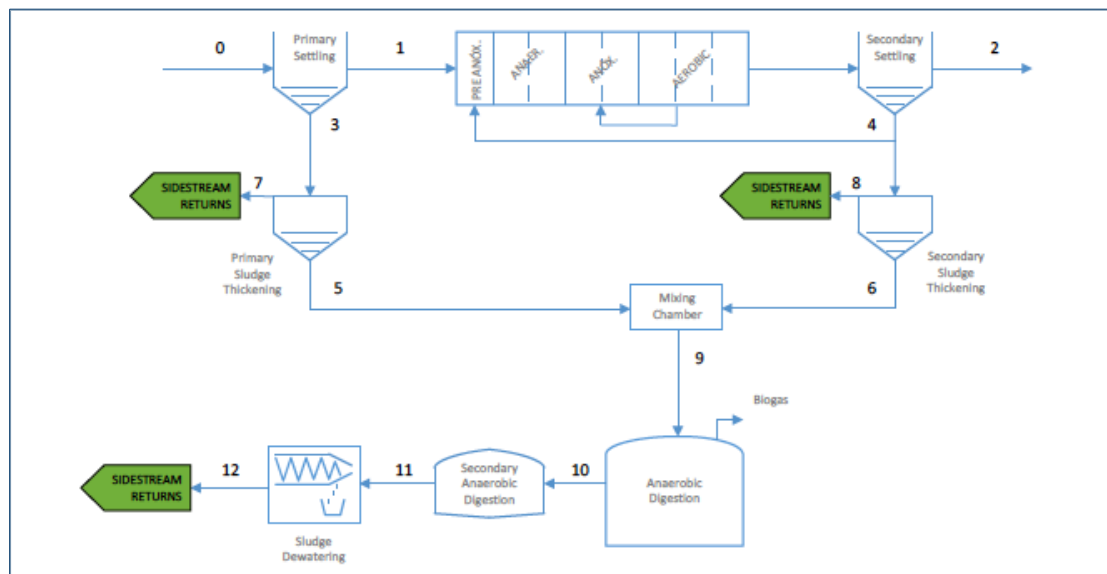 0
Primary
Settling
1
PREANOX.
ANAER.
ANOX.
AEROBIC
Secondary
Settling
2
3
4
SIDESTREAM
RETURNS
7
SIDESTREAM
RETURNS
8
Primary
Sludge
Thickening
Secondary
Sludge
Thickening
5
Mixing
Chamber
6
9
Biogas
SIDESTREAM
RETURNS
12
11
Secondary
Anaerobic
Digestion
10
Anaerobic
Digestion
Sludge
Dewatering